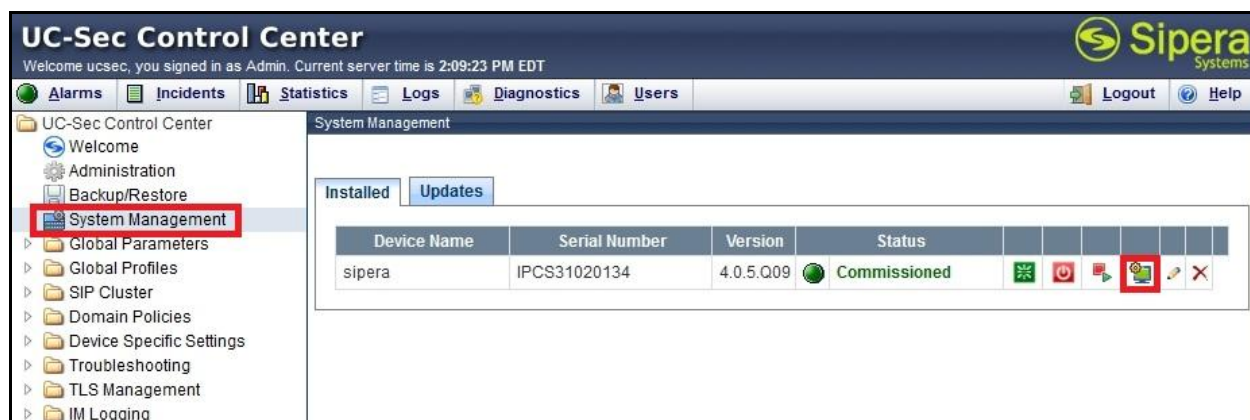 UC-Sec Control Center
Welcome ucsec, you signed in as Admin. Current server time is 2:09:23 PM EDT
Sipera
Systems
Alarms Incidents Statistics Logs Diagnostics Users Logout Help
UC-Sec Control Center
Welcome
Administration
Backup/Restore
System Management
Global Parameters
Global Profiles
SIP Cluster
Domain Policies
Device Specific Settings
Troubleshooting
TLS Management
IM Logging
System Management
Installed Updates
Device Name Serial Number Version Status
sipera IPCS31020134 4.0.5.Q09 Commissioned